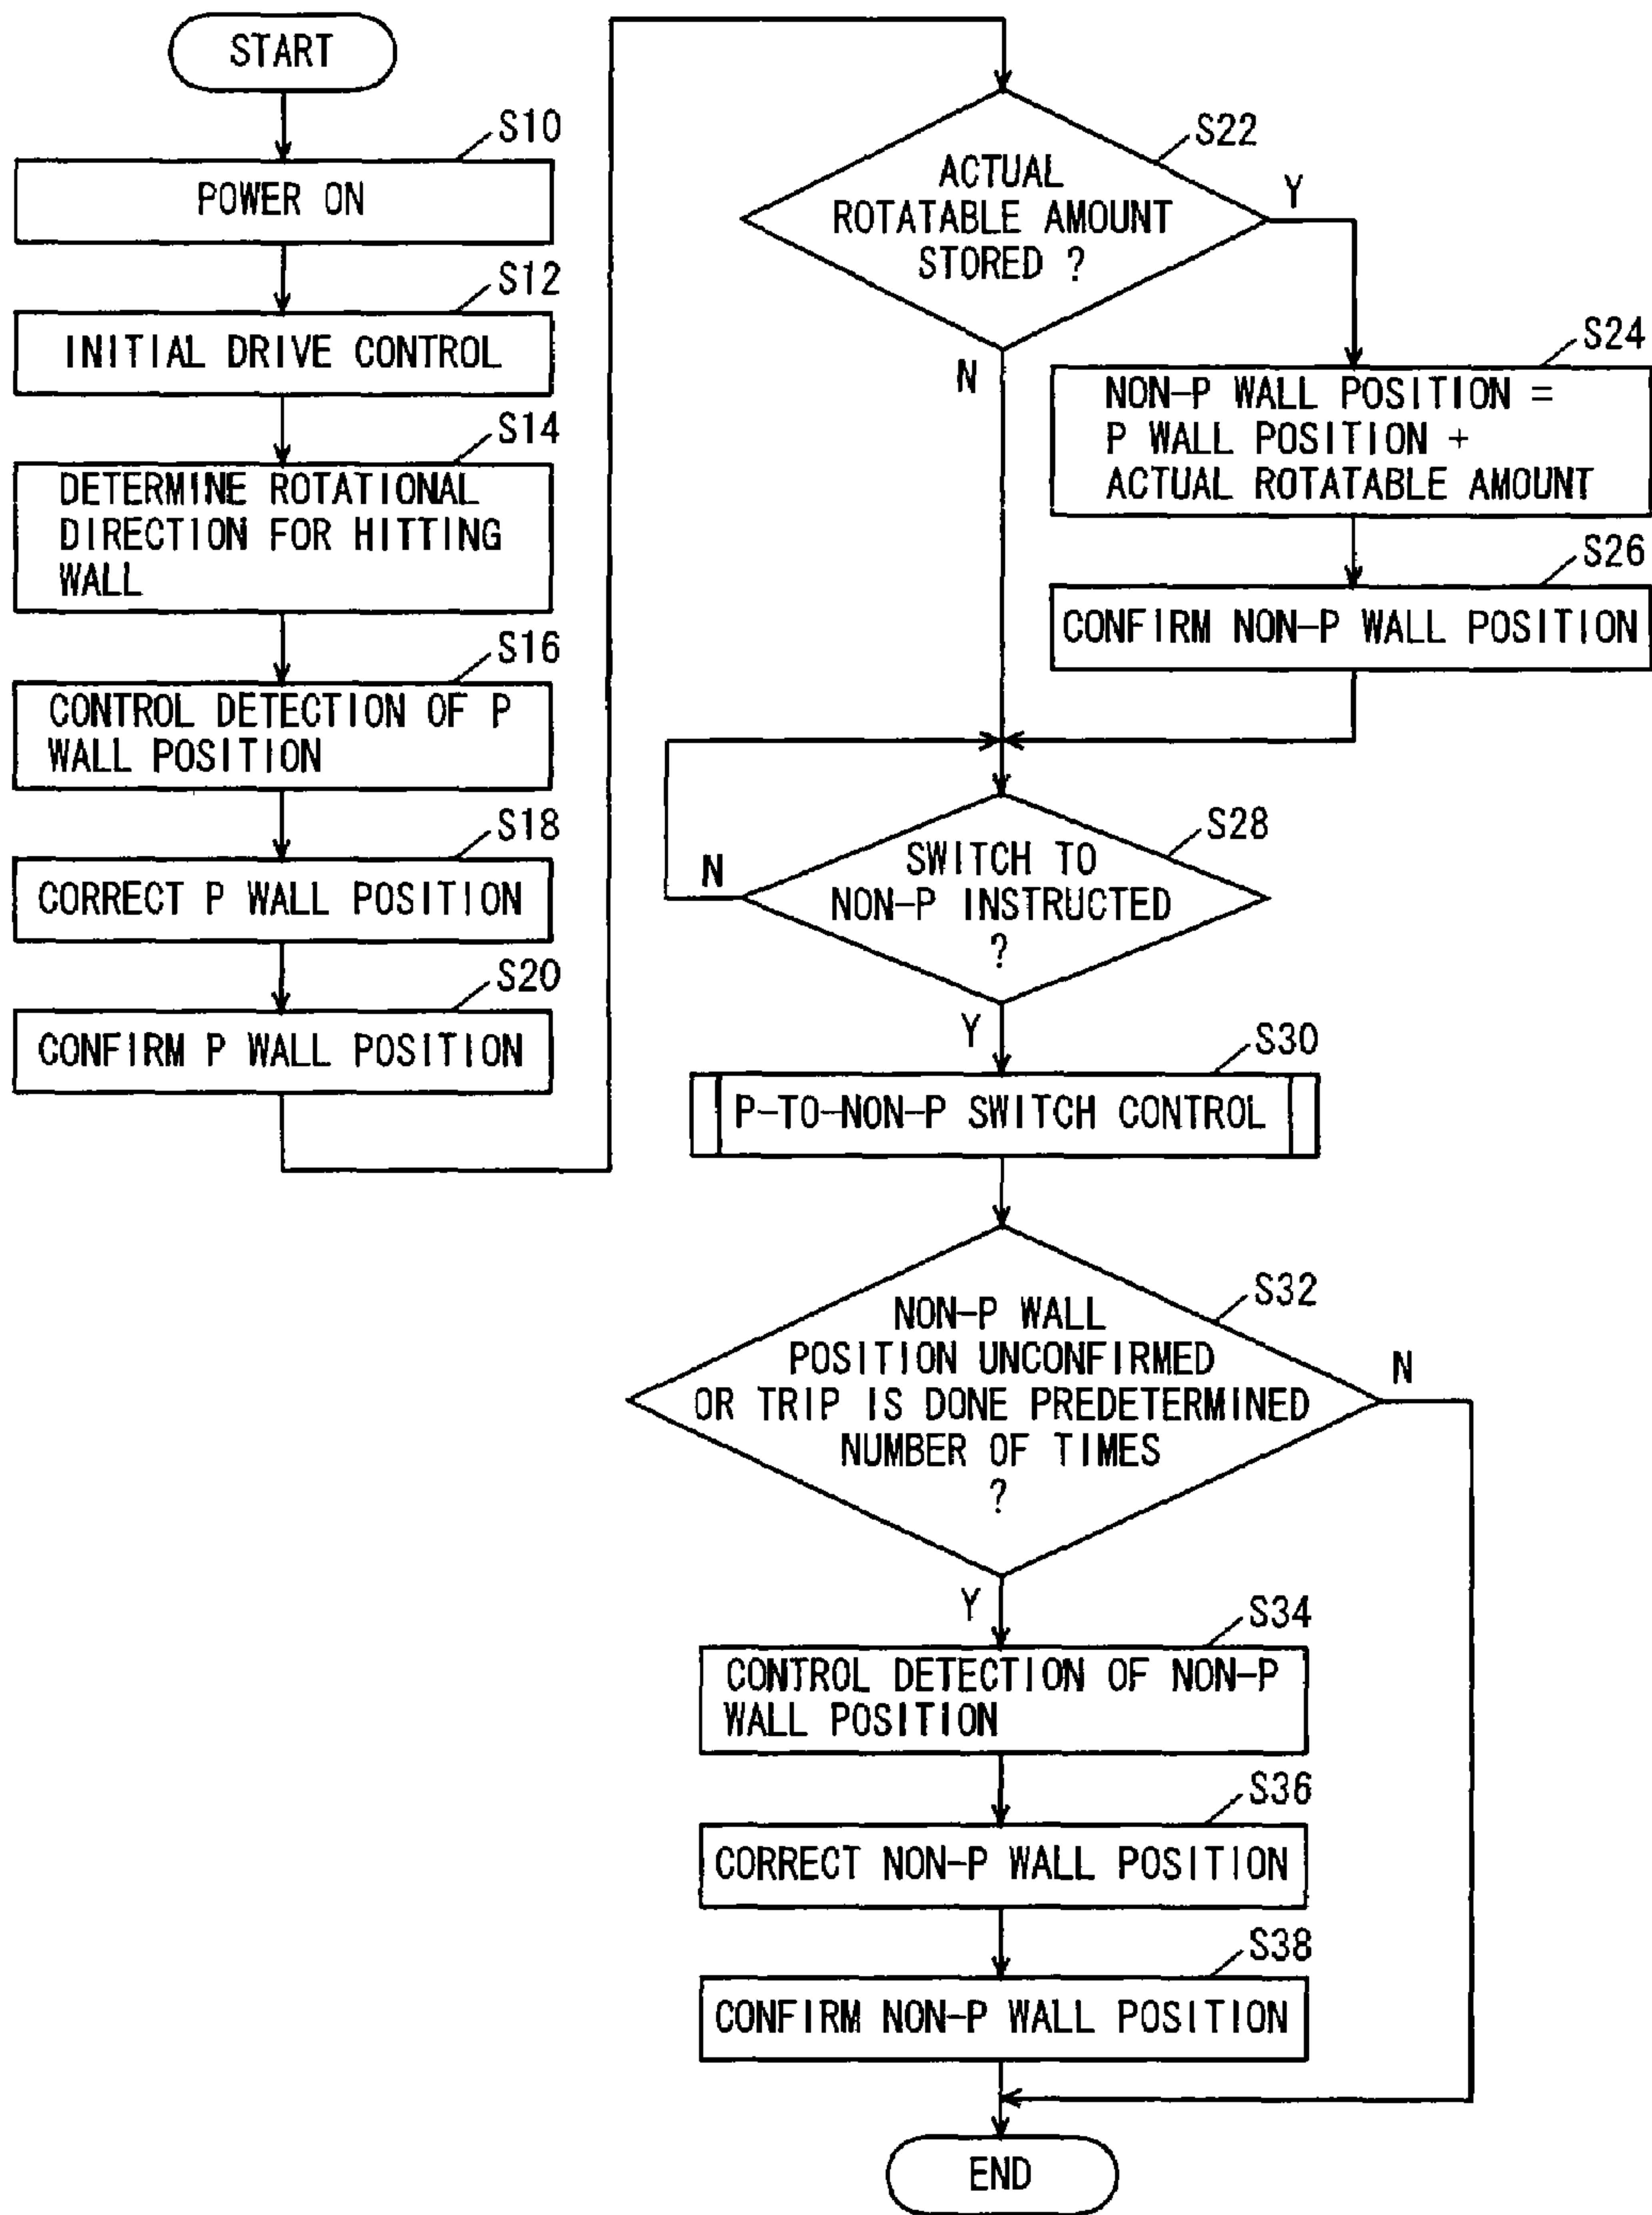 START
S10
POWER ON
S12
INITIAL DRIVE CONTROL
S14
DETERMINE ROTATIONAL
DIRECTION FOR HITTING
WALL
S16
CONTROL DETECTION OF P
WALL POSITION
S18
CORRECT P WALL POSITION
S20
CONFIRM P WALL POSITION
S22
ACTUAL
ROTATABLE AMOUNT
STORED ?
Y
N
S24
NON-P WALL POSITION =
P WALL POSITION +
ACTUAL ROTATABLE AMOUNT
S26
CONFIRM NON-P WALL POSITION
S28
SWITCH TO
NON-P INSTRUCTED
?
N
Y
S30
P-TO-NON-P SWITCH CONTROL
S32
NON-P WALL
POSITION UNCONFIRMED
OR TRIP IS DONE PREDETERMINED
NUMBER OF TIMES
?
N
Y
S34
CONTROL DETECTION OF NON-P
WALL POSITION
S36
CORRECT NON-P WALL POSITION
S38
CONFIRM NON-P WALL POSITION
END